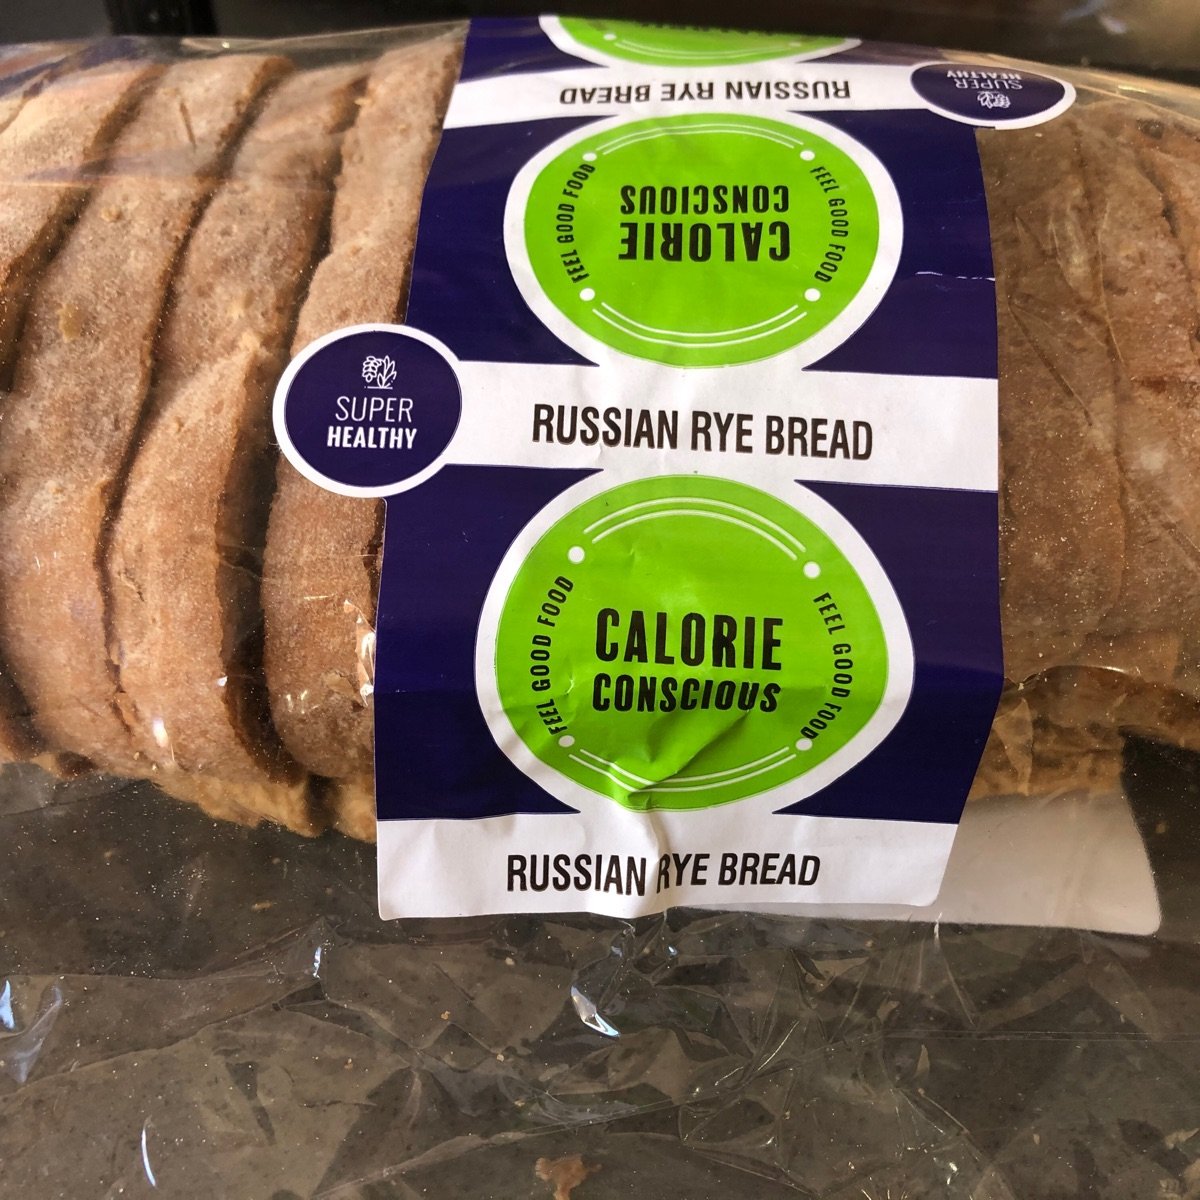 RUSSIAN RYE BREAD
SUPER
HEALTHY
CALORIE
CONSCIOUS
FEEL GOOD FOOD
FEEL GOOD FOOD
SUPER
HEALTHY
RUSSIAN RYE BREAD
CALORIE
CONSCIOUS
FEEL GOOD FOOD
FEEL GOOD FOOD
RUSSIAN RYE BREAD